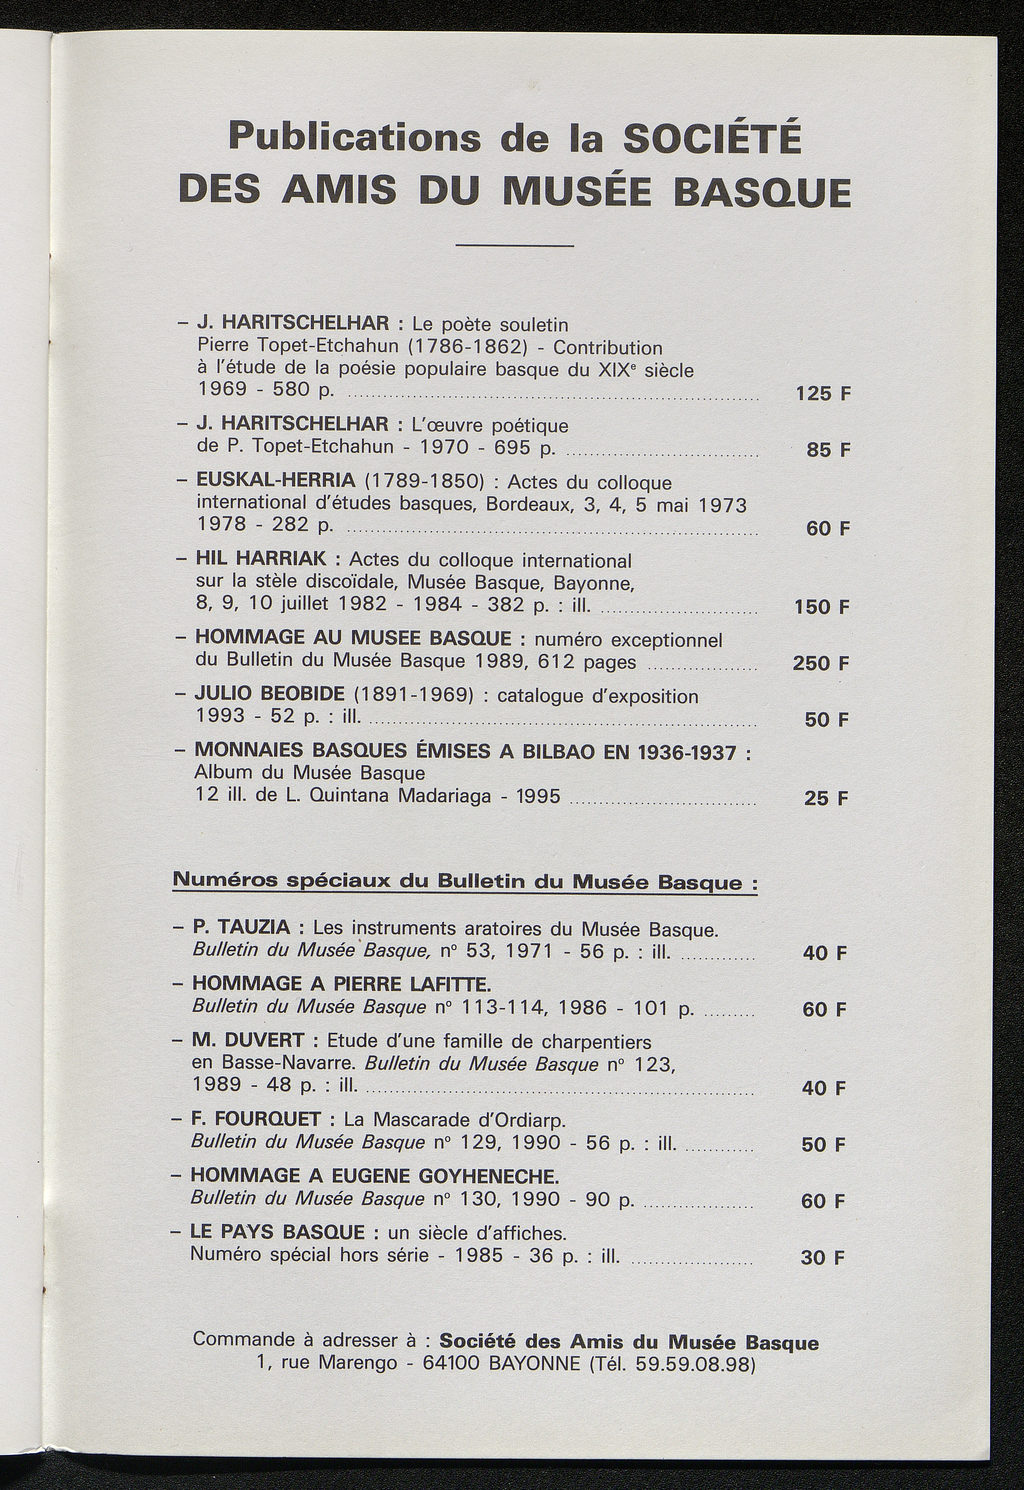 Publications de la SOCIÉTÉ
DES AMIS DU MUSÉE BASQUE
– J. HARITSCHELHAR : Le poète souletin
Pierre Topet-Etchahun (1786-1862) - Contribution
à l'étude de la poésie populaire basque du XIXe siècle
1969 - 580 p. ........ 125 F
– J. HARITSCHELHAR : L'œuvre poétique
de P. Topet-Etchahun - 1970 - 695 p. ........ 85 F
– EUSKAL-HERRIA (1789-1850) : Actes du colloque
international d'études basques, Bordeaux, 3, 4, 5 mai 1973
1978 - 282 p. ........ 60 F
– HIL HARRIAK : Actes du colloque international
sur la stèle discoïdale, Musée Basque, Bayonne,
8, 9, 10 juillet 1982 - 1984 - 382 p. : ill. ........ 150 F
– HOMMAGE AU MUSEE BASQUE : numéro exceptionnel
du Bulletin du Musée Basque 1989, 612 pages ........ 250 F
– JULIO BEOBIDE (1891-1969) : catalogue d'exposition
1993 - 52 p. : ill. ........ 50 F
– MONNAIES BASQUES ÉMISES A BILBAO EN 1936-1937 :
Album du Musée Basque
12 ill. de L. Quintana Madariaga - 1995 ........ 25 F
Numéros spéciaux du Bulletin du Musée Basque :
– P. TAUZIA : Les instruments aratoires du Musée Basque.
Bulletin du Musée Basque, n° 53, 1971 - 56 p. : ill. ........ 40 F
– HOMMAGE A PIERRE LAFITTE.
Bulletin du Musée Basque n° 113-114, 1986 - 101 p. ........ 60 F
– M. DUVERT : Etude d'une famille de charpentiers
en Basse-Navarre. Bulletin du Musée Basque n° 123,
1989 - 48 p. : ill. ........ 40 F
– F. FOURQUET : La Mascarade d'Ordiarp.
Bulletin du Musée Basque n° 129, 1990 - 56 p. : ill. ........ 50 F
– HOMMAGE A EUGENE GOYHENECHE.
Bulletin du Musée Basque n° 130, 1990 - 90 p. ........ 60 F
– LE PAYS BASQUE : un siècle d'affiches.
Numéro spécial hors série - 1985 - 36 p. : ill. ........ 30 F
Commande à adresser à : Société des Amis du Musée Basque
1, rue Marengo - 64100 BAYONNE (Tél. 59.59.08.98)